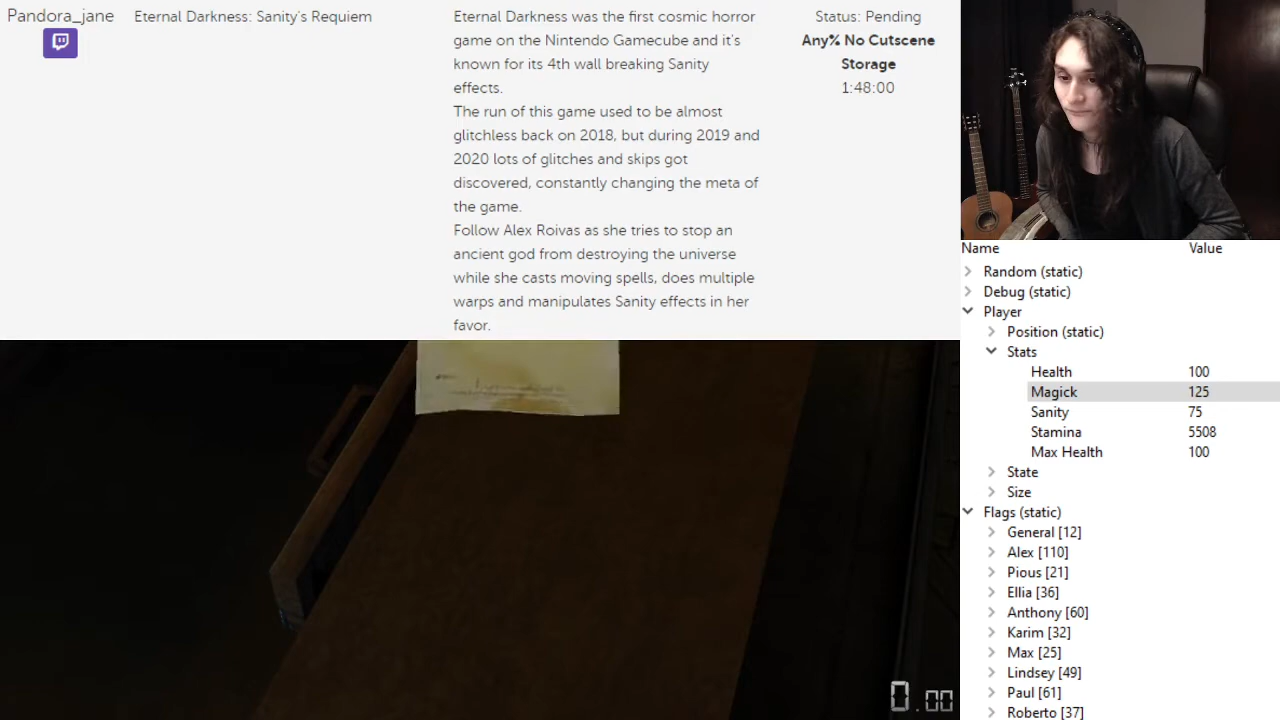 Pandora_jane
Eternal Darkness: Sanity's Requiem
Eternal Darkness was the first cosmic horror
game on the Nintendo Gamecube and it's
known for its 4th wall breaking Sanity
effects.
The run of this game used to be almost
glitchless back on 2018, but during 2019 and
2020 lots of glitches and skips got
discovered, constantly changing the meta of
the game.
Follow Alex Roivas as she tries to stop an
ancient god from destroying the universe
while she casts moving spells, does multiple
warps and manipulates Sanity effects in her
favor.
Status: Pending
Any% No Cutscene
Storage
1:48:00
Name Value
Random (static)
Debug (static)
Player
Position (static)
Stats
Health 100
Magick 125
Sanity 75
Stamina 5508
Max Health 100
State
Size
Flags (static)
General [12]
Alex [110]
Pious [21]
Ellia [36]
Anthony [60]
Karim [32]
Max [25]
Lindsey [49]
Paul [61]
Roberto [37]
0.00